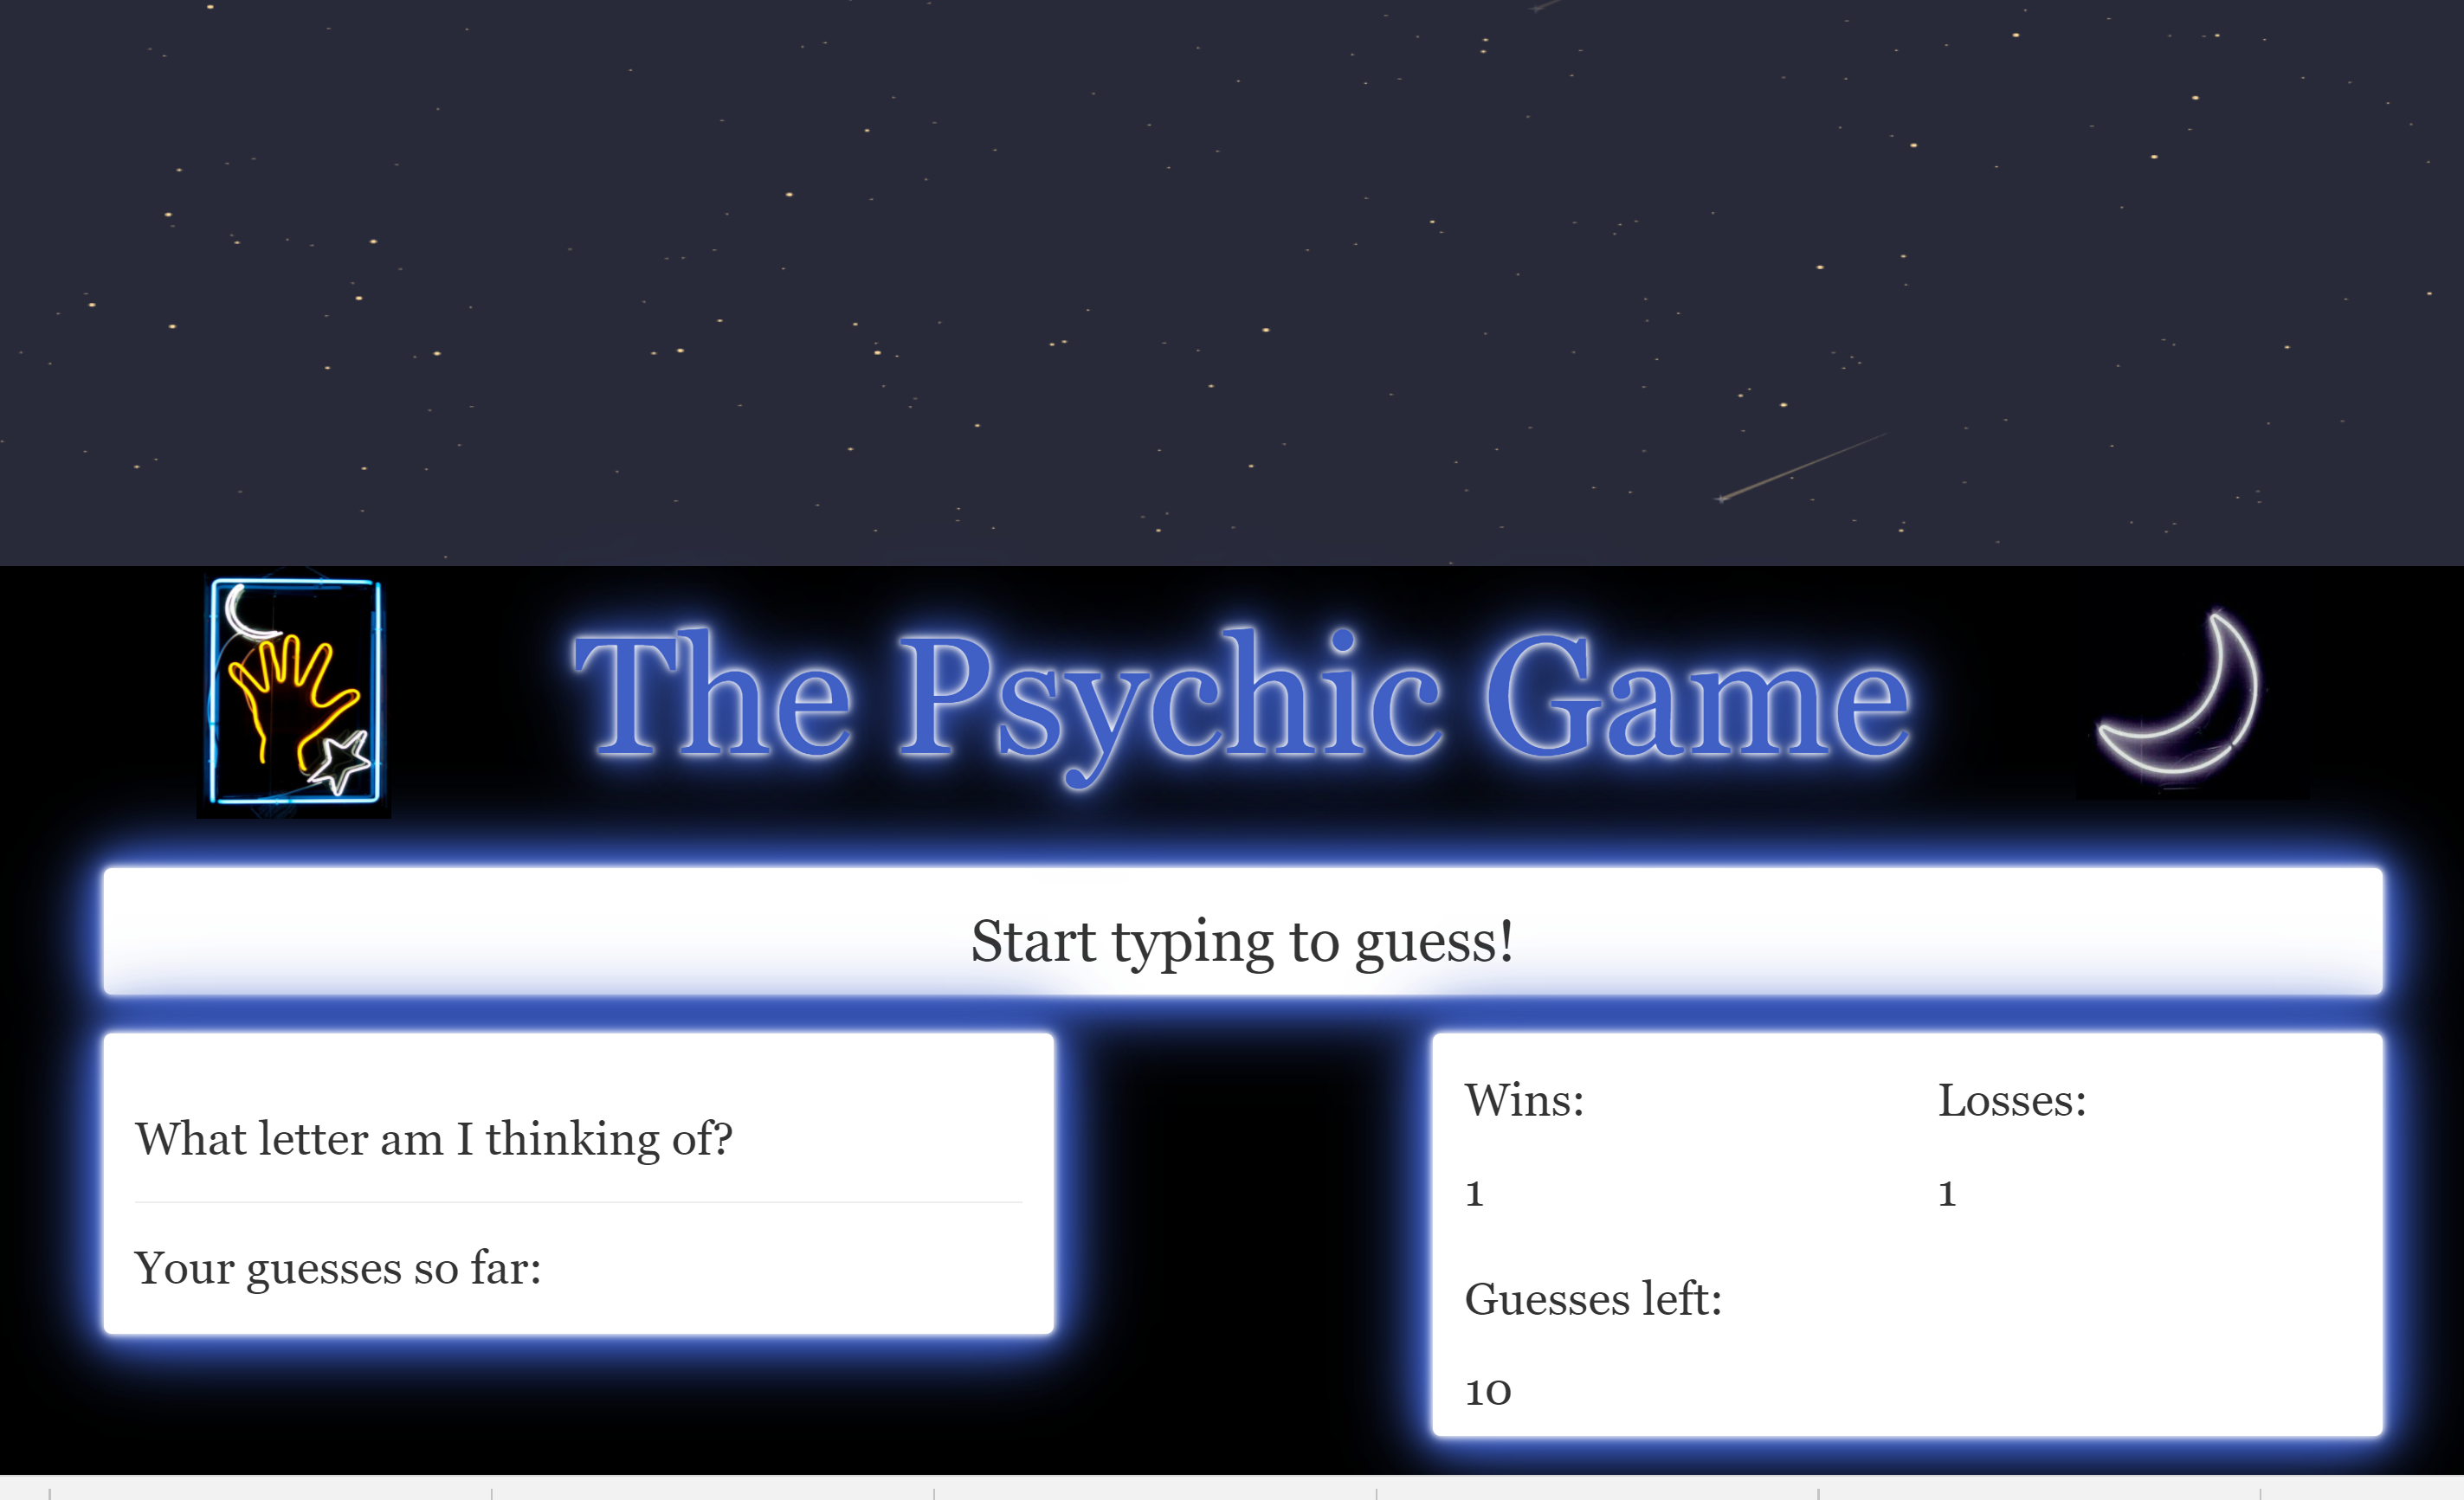 The Psychic Game
Start typing to guess!
What letter am I thinking of?
Your guesses so far:
Wins:
Losses:
1
1
Guesses left:
10